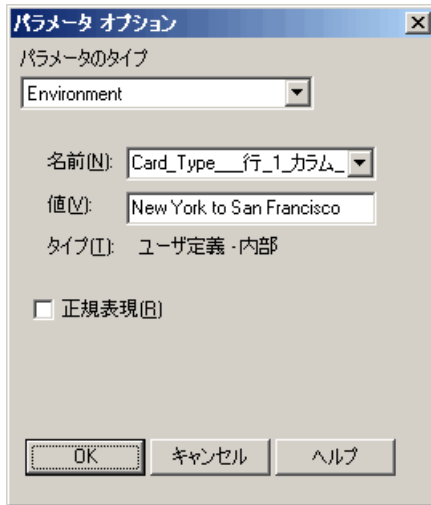 パラメータ オプション
パラメータのタイプ
Environment
名前(N): Card_Type___行_1_カラム_
値(V): New York to San Francisco
タイプ(T): ユーザ定義 - 内部
正規表現(R)
OK キャンセル ヘルプ